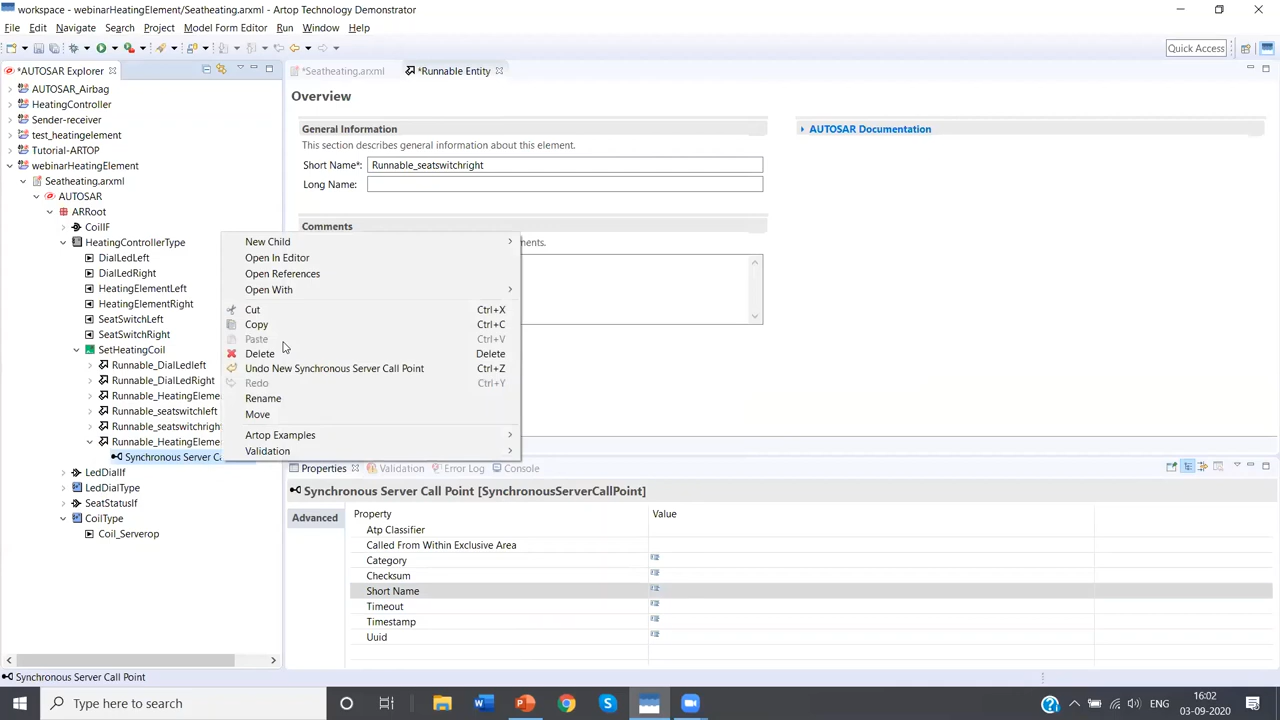 workspace - webinarHeatingElement/Seatheating.arxml - Artop Technology Demonstrator
File Edit Navigate Search Project Model Form Editor Run Window Help
Quick Access
*AUTOSAR Explorer
*Seatheating.arxml
*Runnable Entity
AUTOSAR_Airbag
HeatingController
Sender-receiver
test_heatingelement
Tutorial-ARTOP
webinarHeatingElement
Seatheating.arxml
AUTOSAR
ARRoot
CoilIF
HeatingControllerType
DialLedLeft
DialLedRight
HeatingElementLeft
HeatingElementRight
SeatSwitchLeft
SeatSwitchRight
SetHeatingCoil
Runnable_DialLedleft
Runnable_DialLedRight
Runnable_HeatingEleme
Runnable_seatswitchleft
Runnable_seatswitchrigh
Runnable_HeatingEleme
Synchronous Server Ca
LedDialIf
LedDialType
SeatStatusIf
CoilType
Coil_Serverop
Overview
General Information
This section describes general information about this element.
Short Name*: Runnable_seatswitchright
Long Name:
Comments
ments.
AUTOSAR Documentation
New Child
Open In Editor
Open References
Open With
Cut Ctrl+X
Copy Ctrl+C
Paste Ctrl+V
Delete Delete
Undo New Synchronous Server Call Point Ctrl+Z
Redo Ctrl+Y
Rename
Move
Artop Examples
Validation
Properties Validation Error Log Console
Synchronous Server Call Point [SynchronousServerCallPoint]
Advanced
Property Value
Atp Classifier
Called From Within Exclusive Area
Category
Checksum
Short Name
Timeout
Timestamp
Uuid
Synchronous Server Call Point
Type here to search
ENG
16:02
03-09-2020